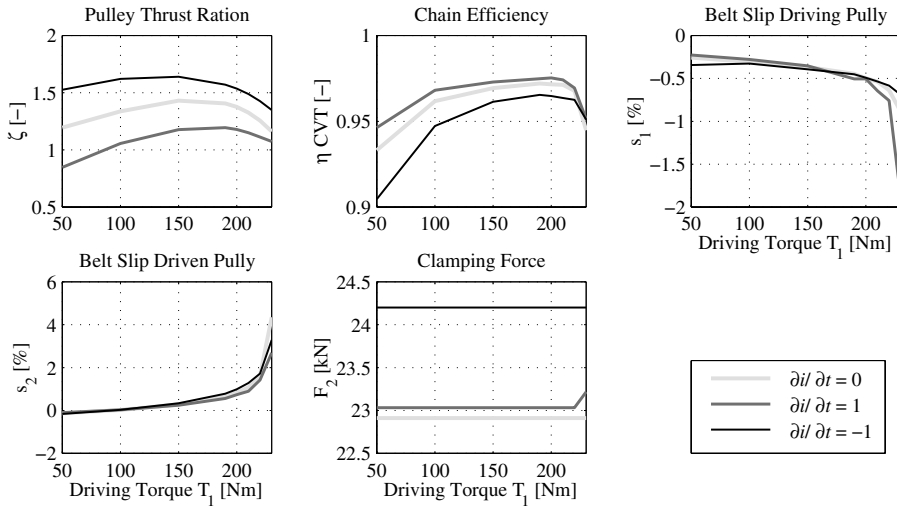 Pulley Thrust Ration
2
1.5
1
0.5
ζ [−]
50 100 150 200
Chain Efficiency
1
0.95
0.9
η CVT [−]
50 100 150 200
Belt Slip Driving Pully
0
−0.5
−1
−1.5
−2
s1 [%]
50 100 150 200
Driving Torque T1 [Nm]
Belt Slip Driven Pully
6
4
2
0
−2
s2 [%]
50 100 150 200
Driving Torque T1 [Nm]
Clamping Force
24.5
24
23.5
23
22.5
F2 [kN]
50 100 150 200
Driving Torque T1 [Nm]
∂i/ ∂t = 0
∂i/ ∂t = 1
∂i/ ∂t = −1